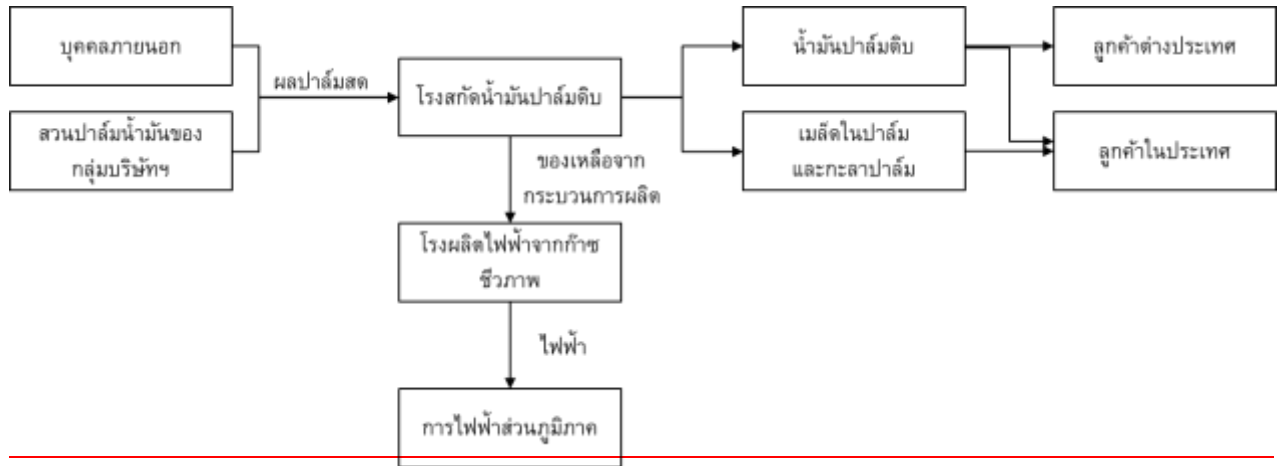 บุคคลภายนอก
สวนปาล์มน้ำมันของ
กลุ่มบริษัทฯ
ผลปาล์มสด
โรงสกัดน้ำมันปาล์มดิบ
น้ำมันปาล์มดิบ
ลูกค้าต่างประเทศ
เมล็ดในปาล์ม
และกะลาปาล์ม
ลูกค้าในประเทศ
ของเหลือจาก
กระบวนการผลิต
โรงผลิตไฟฟ้าจากก๊าซ
ชีวภาพ
ไฟฟ้า
การไฟฟ้าส่วนภูมิภาค